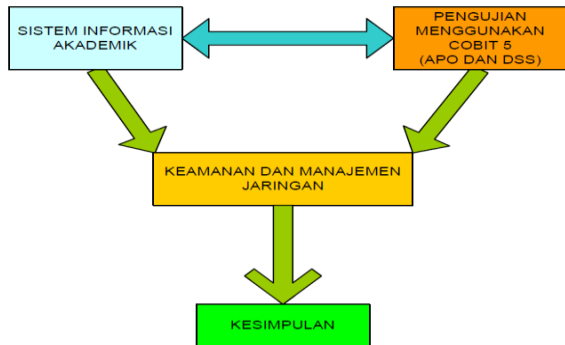 SISTEM INFORMASI
AKADEMIK
PENGUJIAN
MENGGUNAKAN
COBIT 5
(APO DAN DSS)
KEAMANAN DAN MANAJEMEN
JARINGAN
KESIMPULAN